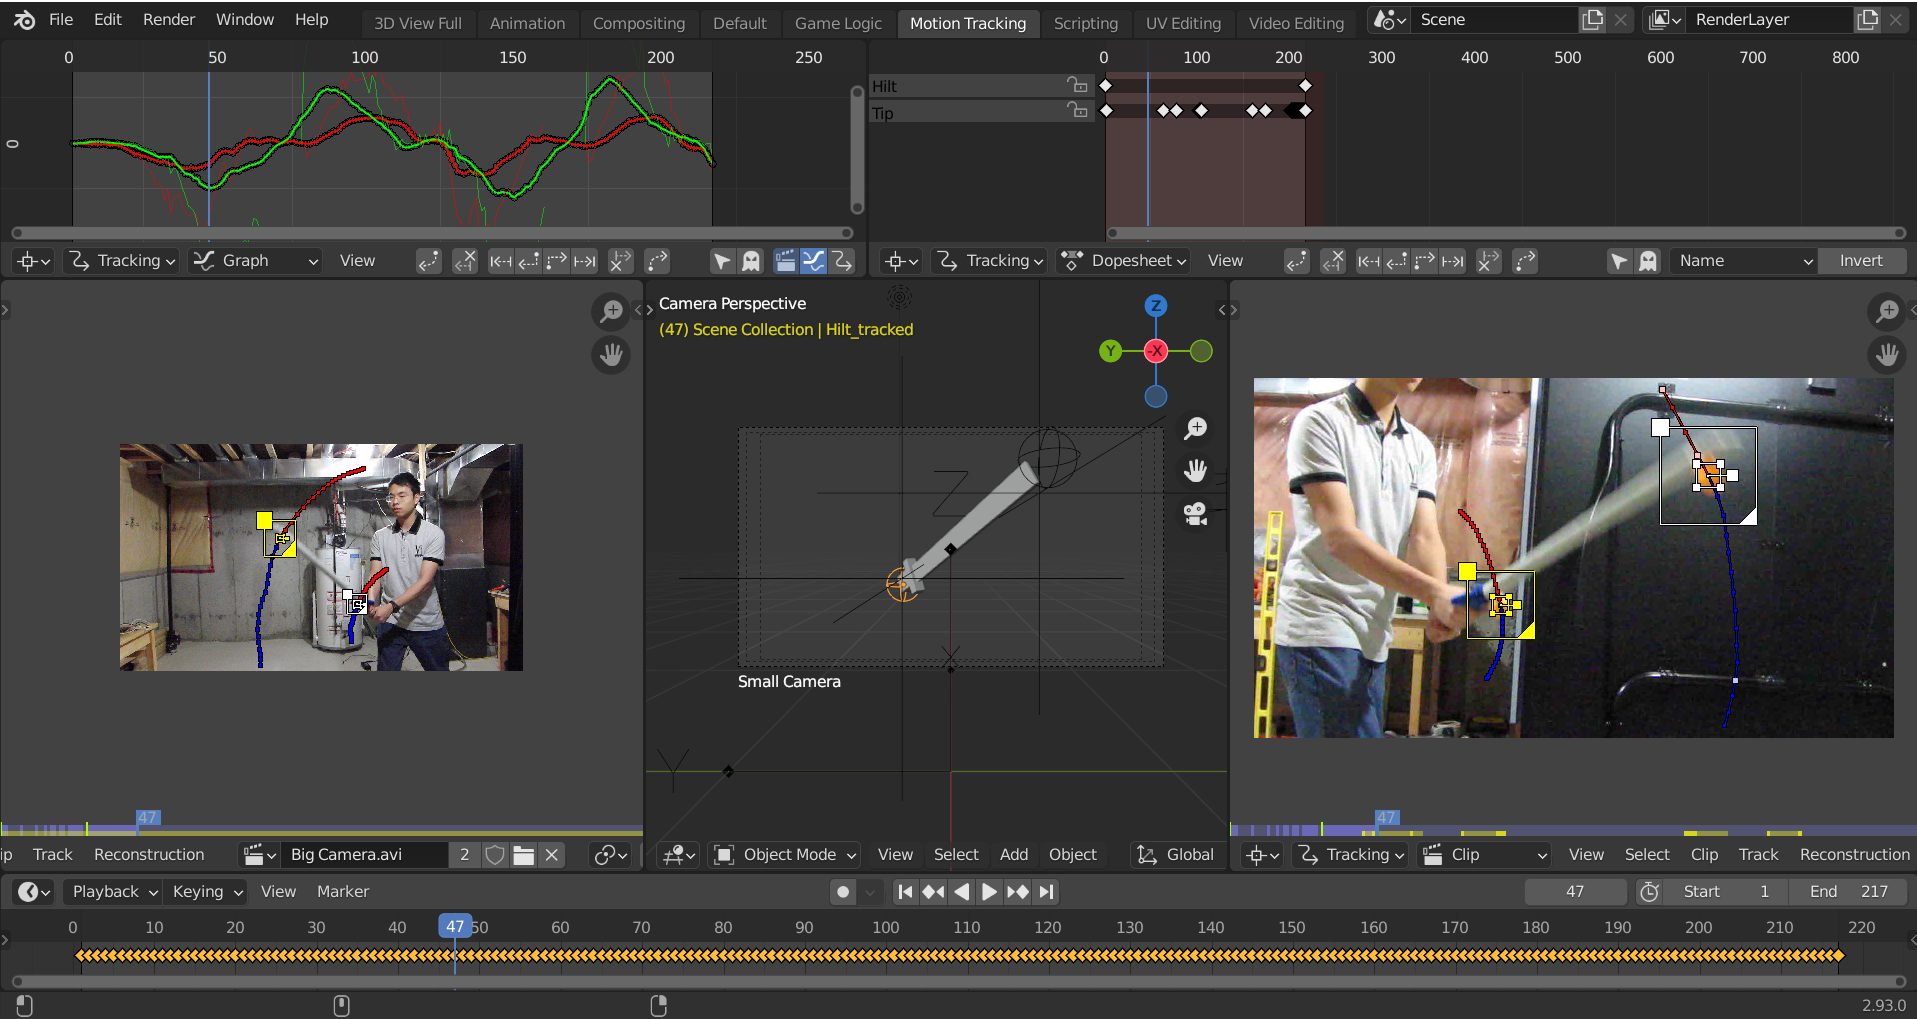 File Edit Render Window Help 3D View Full Animation Compositing Default Game Logic Motion Tracking Scripting UV Editing Video Editing Scene RenderLayer
0 50 100 150 200 250
0 100 200 300 400 500 600 700 800
Hilt
Tip
0
Tracking Graph View
Tracking Dopesheet View Name Invert
Camera Perspective
(47) Scene Collection | Hilt_tracked
Z
Y -X
Z
X
Small Camera
Y
47
47
ip Track Reconstruction Big Camera.avi 2
Object Mode View Select Add Object Global
Tracking Clip View Select Clip Track Reconstruction
Playback Keying View Marker 47 Start 1 End 217
0 10 20 30 40 47 50 60 70 80 90 100 110 120 130 140 150 160 170 180 190 200 210 220
2.93.0